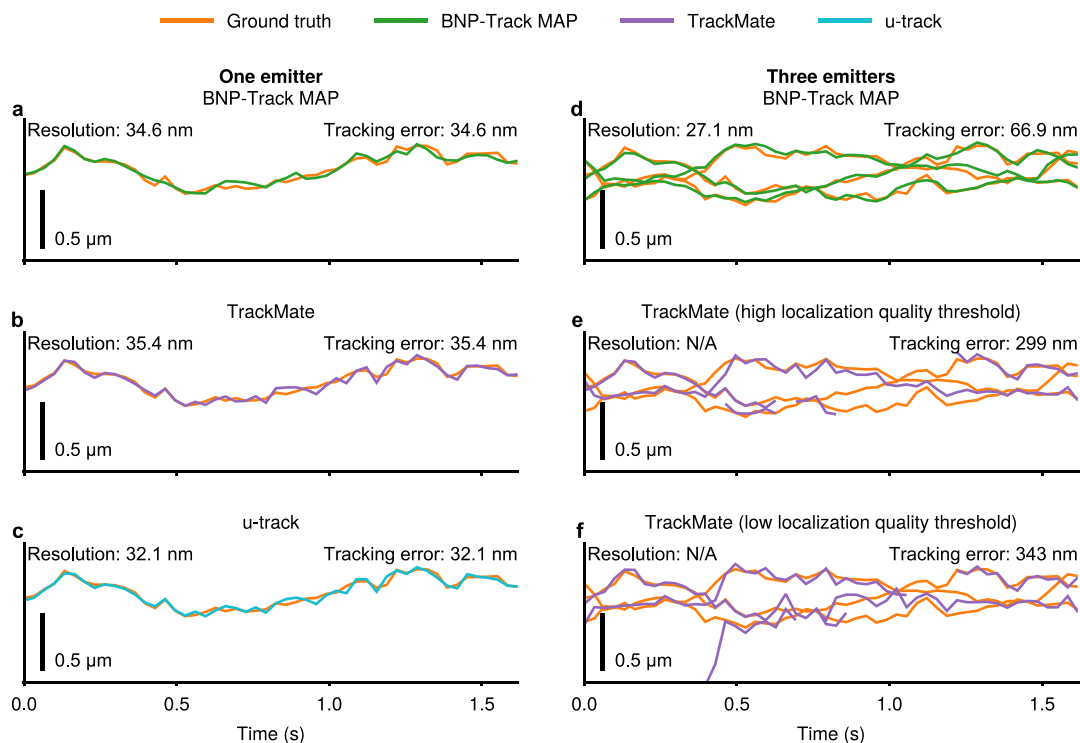 Ground truth BNP-Track MAP TrackMate u-track
One emitter
BNP-Track MAP
a
Resolution: 34.6 nm Tracking error: 34.6 nm
0.5 µm
TrackMate
b
Resolution: 35.4 nm Tracking error: 35.4 nm
0.5 µm
u-track
c
Resolution: 32.1 nm Tracking error: 32.1 nm
0.5 µm
0.0 0.5 1.0 1.5
Time (s)
Three emitters
BNP-Track MAP
d
Resolution: 27.1 nm Tracking error: 66.9 nm
0.5 µm
TrackMate (high localization quality threshold)
e
Resolution: N/A Tracking error: 299 nm
0.5 µm
TrackMate (low localization quality threshold)
f
Resolution: N/A Tracking error: 343 nm
0.5 µm
0.0 0.5 1.0 1.5
Time (s)